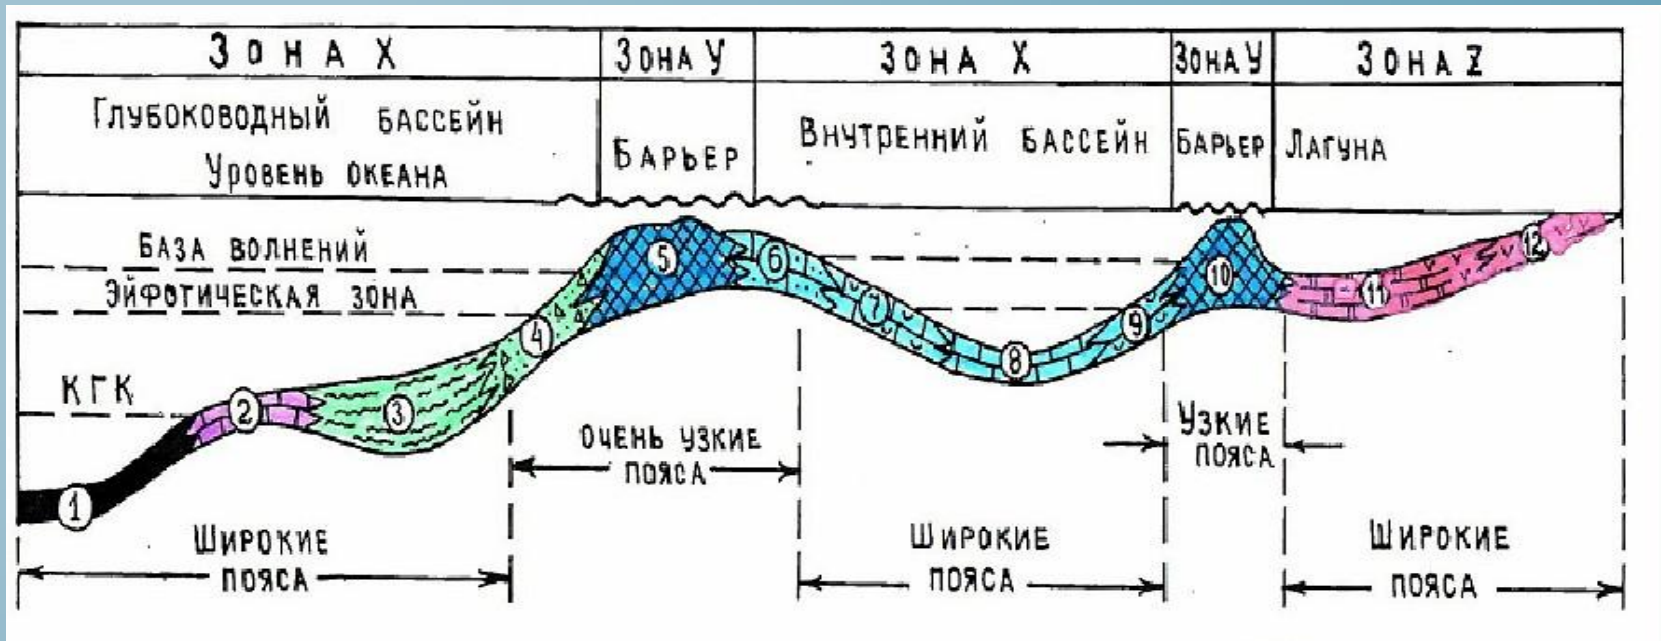 ЗОНА X
ЗОНА У
ЗОНА X
ЗОНА У
ЗОНА Z
ГЛУБОКОВОДНЫЙ БАССЕЙН
БАРЬЕР
ВНУТРЕННИЙ БАССЕЙН
БАРЬЕР
ЛАГУНА
УРОВЕНЬ ОКЕАНА
БАЗА ВОЛНЕНИЙ
ЭЙФОТИЧЕСКАЯ ЗОНА
КГК
1
2
3
4
5
6
7
8
9
10
11
12
ОЧЕНЬ УЗКИЕ
ПОЯСА
УЗКИЕ
ПОЯСА
ШИРОКИЕ
ПОЯСА
ШИРОКИЕ
ПОЯСА
ШИРОКИЕ
ПОЯСА